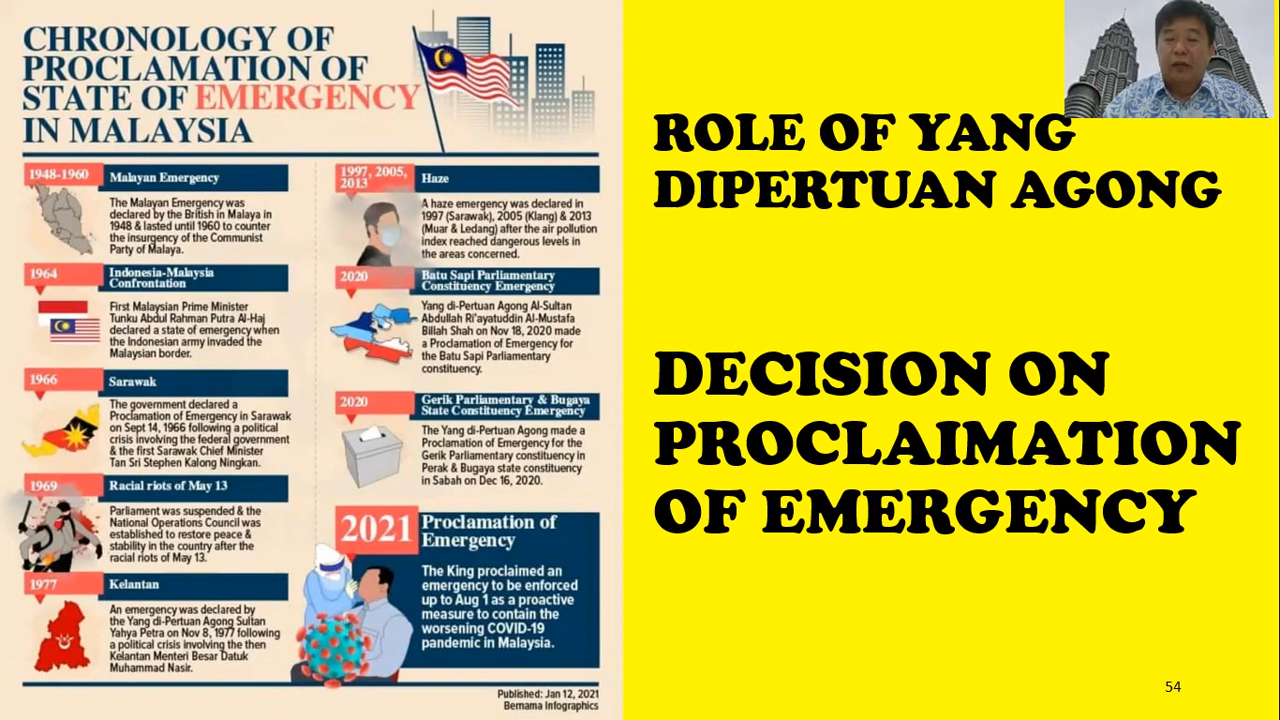 CHRONOLOGY OF
PROCLAMATION OF
STATE OF EMERGENCY
IN MALAYSIA
1948-1960
Malayan Emergency
The Malayan Emergency was
declared by the British in Malaya in
1948 & lasted until 1960 to counter
the insurgency of the Communist
Party of Malaya.
1964
Indonesia-Malaysia
Confrontation
First Malaysian Prime Minister
Tunku Abdul Rahman Putra Al-Haj
declared a state of emergency when
the Indonesian army invaded the
Malaysian border.
1966
Sarawak
The government declared a
Proclamation of Emergency in Sarawak
on Sept 14, 1966 following a political
crisis involving the federal government
& the first Sarawak Chief Minister
Tan Sri Stephen Kalong Ningkan.
1969
Racial riots of May 13
Parliament was suspended & the
National Operations Council was
established to restore peace &
stability in the country after the
racial riots of May 13.
1977
Kelantan
An emergency was declared by
the Yang di-Pertuan Agong Sultan
Yahya Petra on Nov 8, 1977 following
a political crisis involving the then
Kelantan Menteri Besar Datuk
Muhammad Nasir.
1997, 2005,
2013
Haze
A haze emergency was declared in
1997 (Sarawak), 2005 (Klang) & 2013
(Muar & Ledang) after the air pollution
index reached dangerous levels in
the areas concerned.
2020
Batu Sapi Parliamentary
Constituency Emergency
Yang di-Pertuan Agong Al-Sultan
Abdullah Ri'ayatuddin Al-Mustafa
Billah Shah on Nov 18, 2020 made
a Proclamation of Emergency for
the Batu Sapi Parliamentary
constituency.
2020
Gerik Parliamentary & Bugaya
State Constituency Emergency
The Yang di-Pertuan Agong made a
Proclamation of Emergency for the
Gerik Parliamentary constituency in
Perak & Bugaya state constituency
in Sabah on Dec 16, 2020.
2021
Proclamation of
Emergency
The King proclaimed an
emergency to be enforced
up to Aug 1 as a proactive
measure to contain the
worsening COVID-19
pandemic in Malaysia.
Published: Jan 12, 2021
Bernama Infographics
ROLE OF YANG
DIPERTUAN AGONG
DECISION ON
PROCLAIMATION
OF EMERGENCY
54